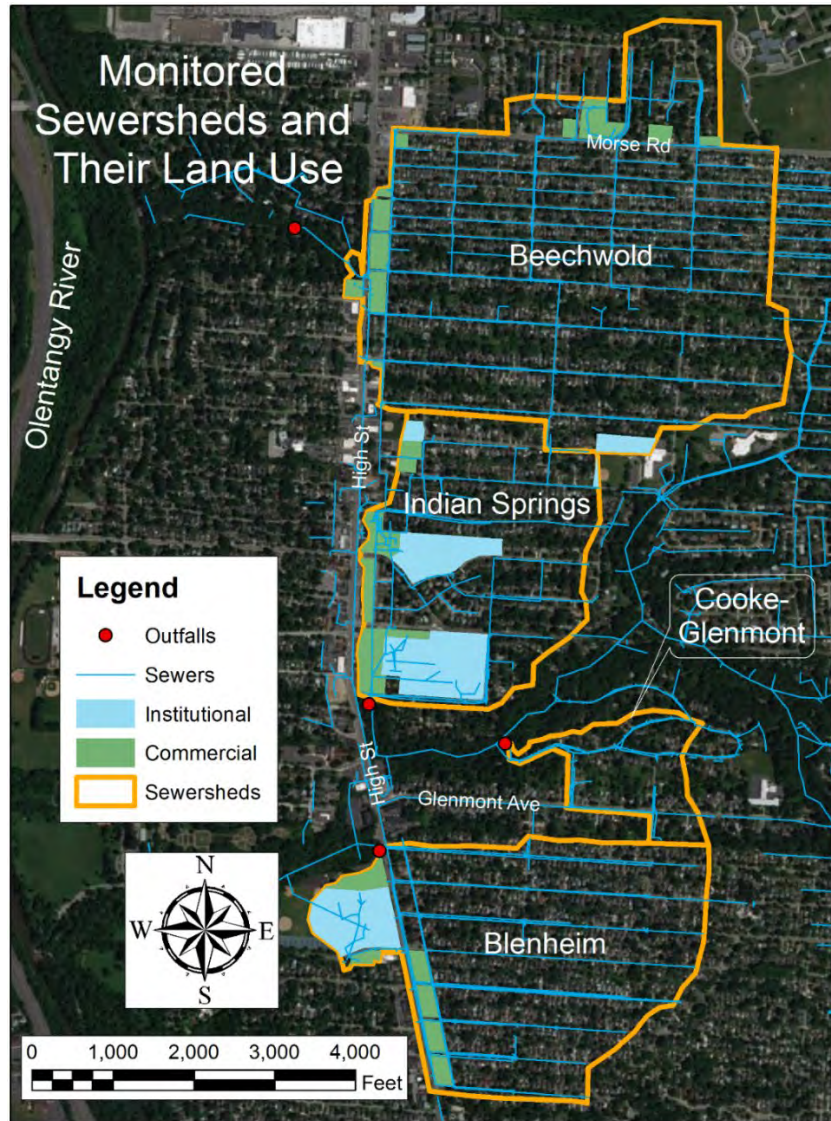 Monitored
Sewersheds and
Their Land Use
Morse Rd
Beechwold
Olentangy River
High St
Indian Springs
Cooke-
Glenmont
Legend
Outfalls
Sewers
Institutional
Commercial
Sewersheds
High St
Glenmont Ave
N
W
E
S
Blenheim
0 1,000 2,000 3,000 4,000
Feet